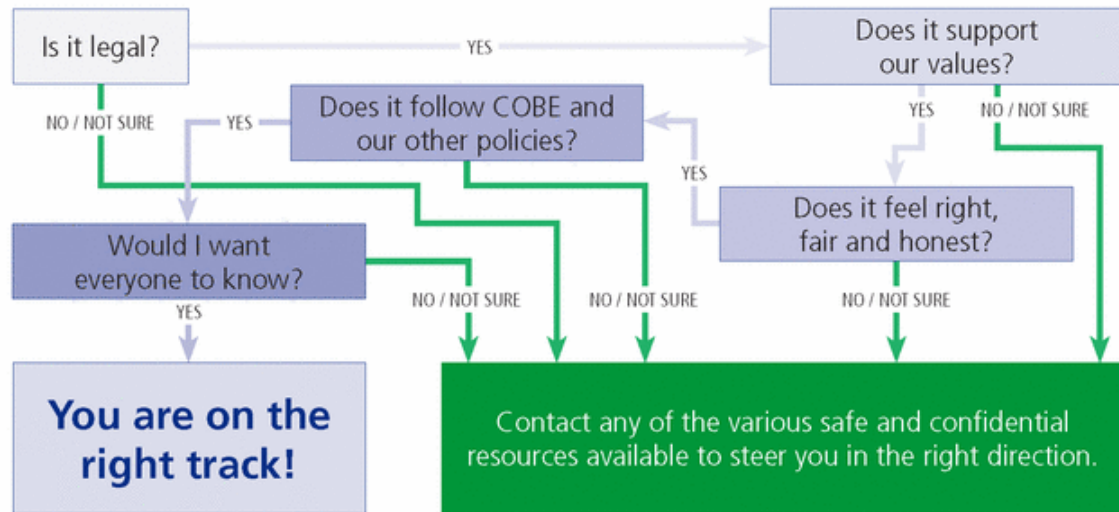 Is it legal?
YES
Does it support
our values?
NO / NOT SURE
YES
NO / NOT SURE
Does it follow COBE and
our other policies?
YES
YES
Does it feel right,
fair and honest?
Would I want
everyone to know?
NO / NOT SURE
NO / NOT SURE
NO / NOT SURE
YES
You are on the
right track!
Contact any of the various safe and confidential
resources available to steer you in the right direction.